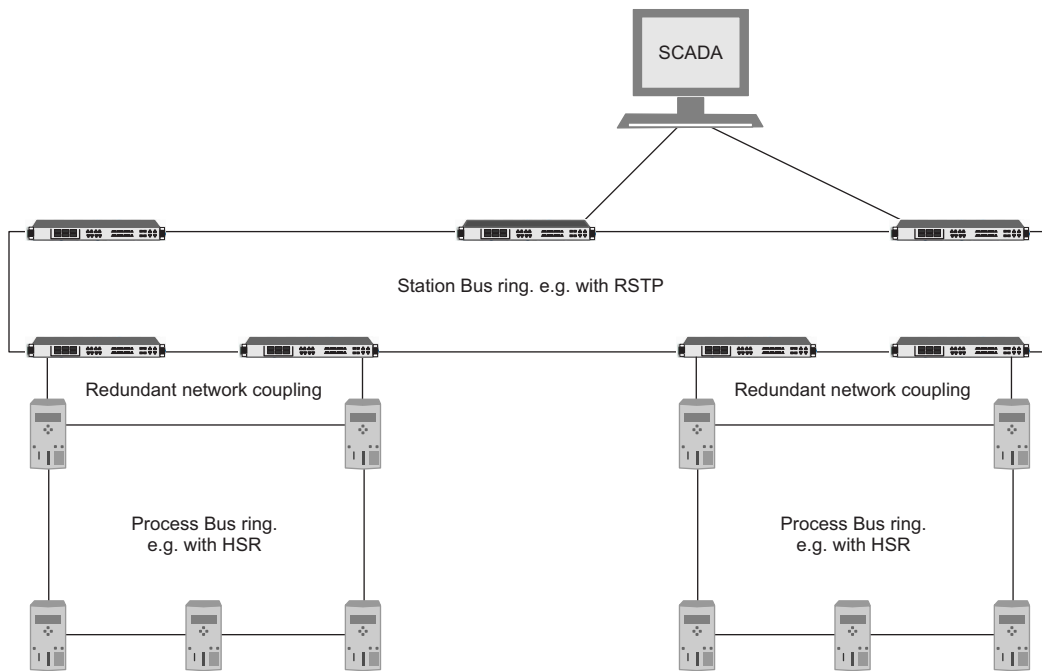 SCADA
Station Bus ring. e.g. with RSTP
Redundant network coupling
Redundant network coupling
Process Bus ring.
e.g. with HSR
Process Bus ring.
e.g. with HSR